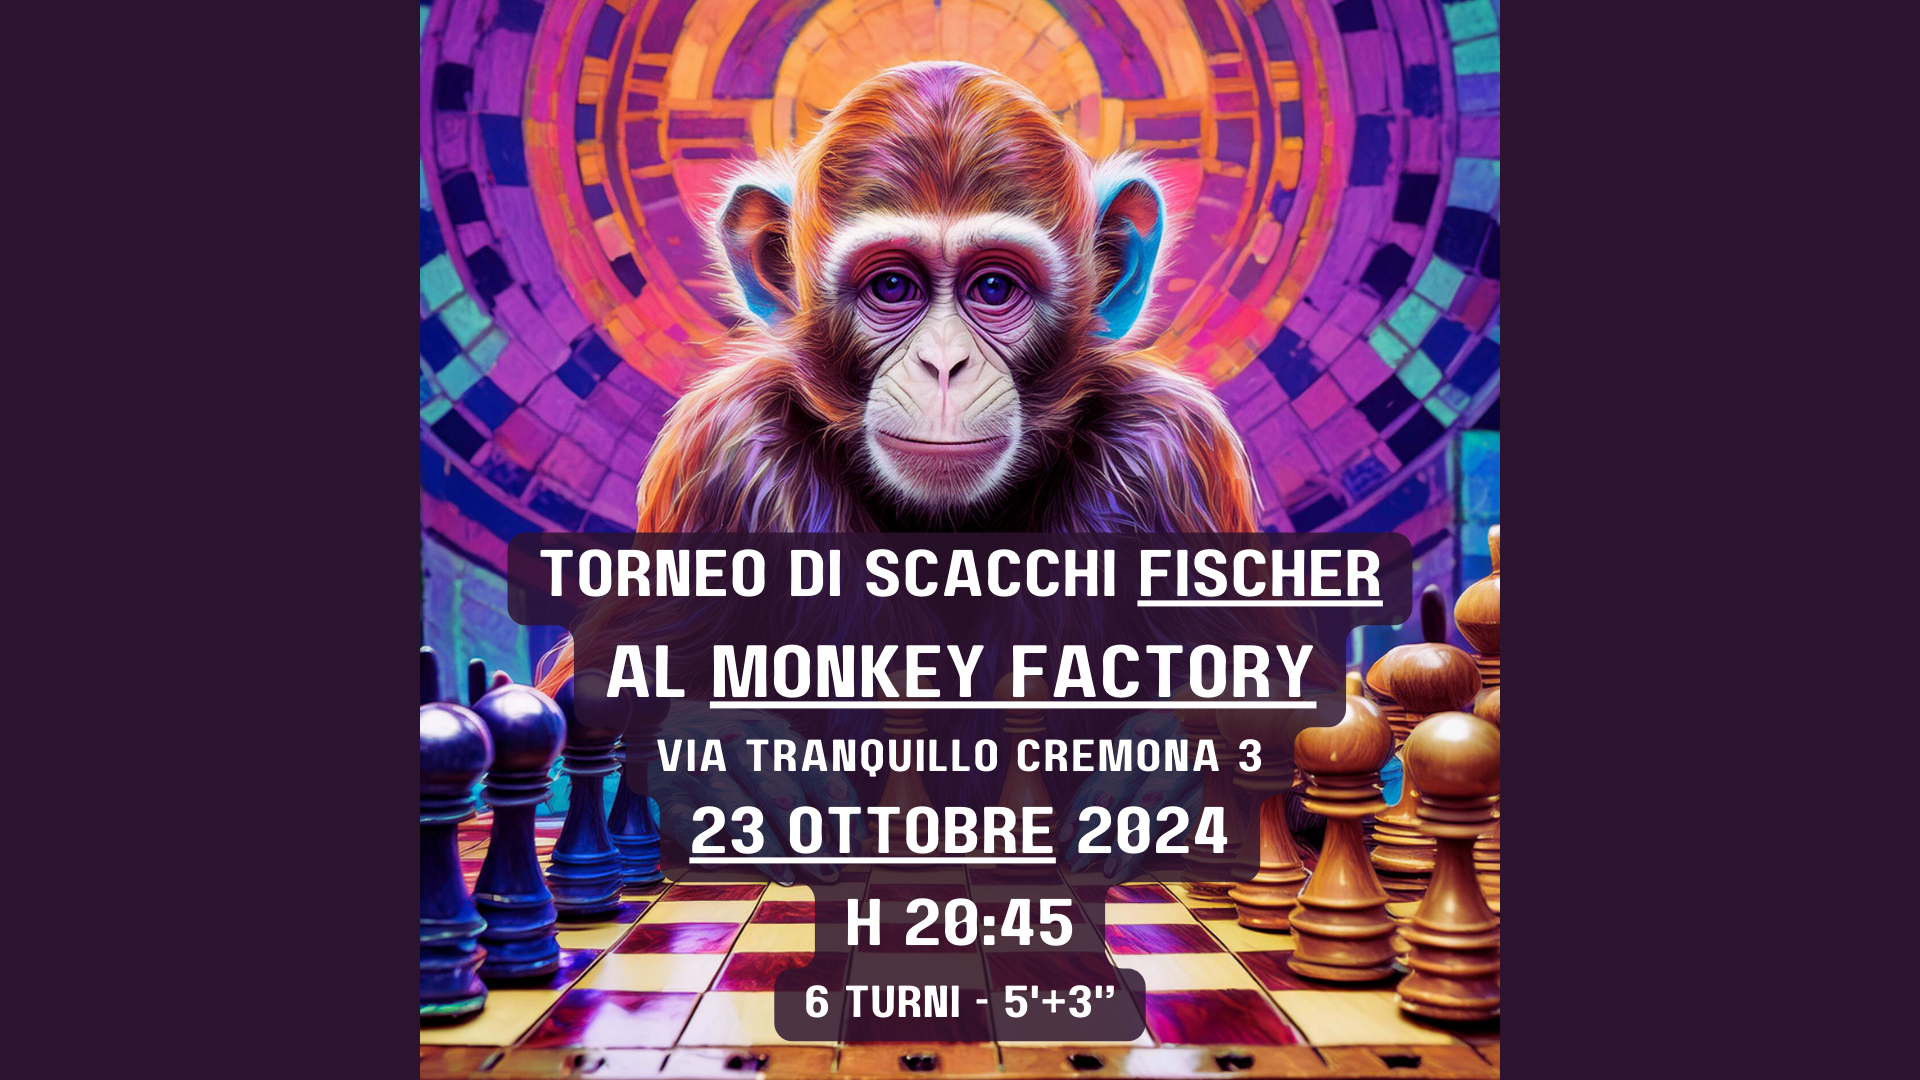 TORNEO DI SCACCHI FISCHER
AL MONKEY FACTORY
VIA TRANQUILLO CREMONA 3
23 OTTOBRE 2024
H 20:45
6 TURNI - 5'+3”